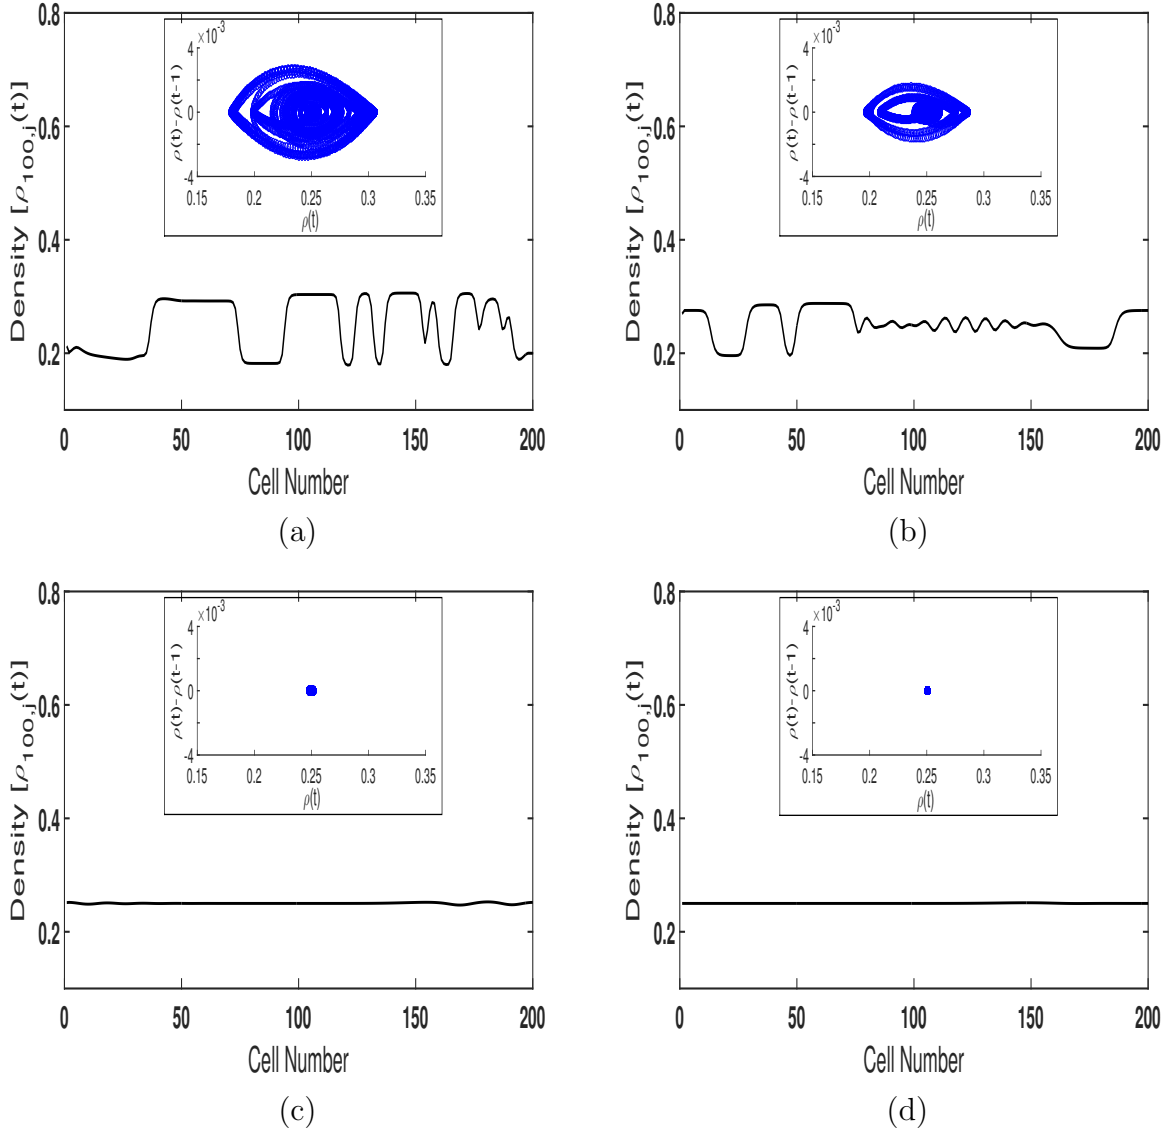 0.8
0.6
0.4
0.2
Density [ρ100,j(t)]
×10-3
4
0
-4
ρ(t)-ρ(t-1)
0.15 0.2 0.25 0.3 0.35
ρ(t)
0 50 100 150 200
Cell Number
(a)
0.8
0.6
0.4
0.2
Density [ρ100,j(t)]
×10-3
4
0
-4
ρ(t)-ρ(t-1)
0.15 0.2 0.25 0.3 0.35
ρ(t)
0 50 100 150 200
Cell Number
(b)
0.8
0.6
0.4
0.2
Density [ρ100,j(t)]
×10-3
4
0
-4
ρ(t)-ρ(t-1)
0.15 0.2 0.25 0.3 0.35
ρ(t)
0 50 100 150 200
Cell Number
(c)
0.8
0.6
0.4
0.2
Density [ρ100,j(t)]
×10-3
4
0
-4
ρ(t)-ρ(t-1)
0.15 0.2 0.25 0.3 0.35
ρ(t)
0 50 100 150 200
Cell Number
(d)